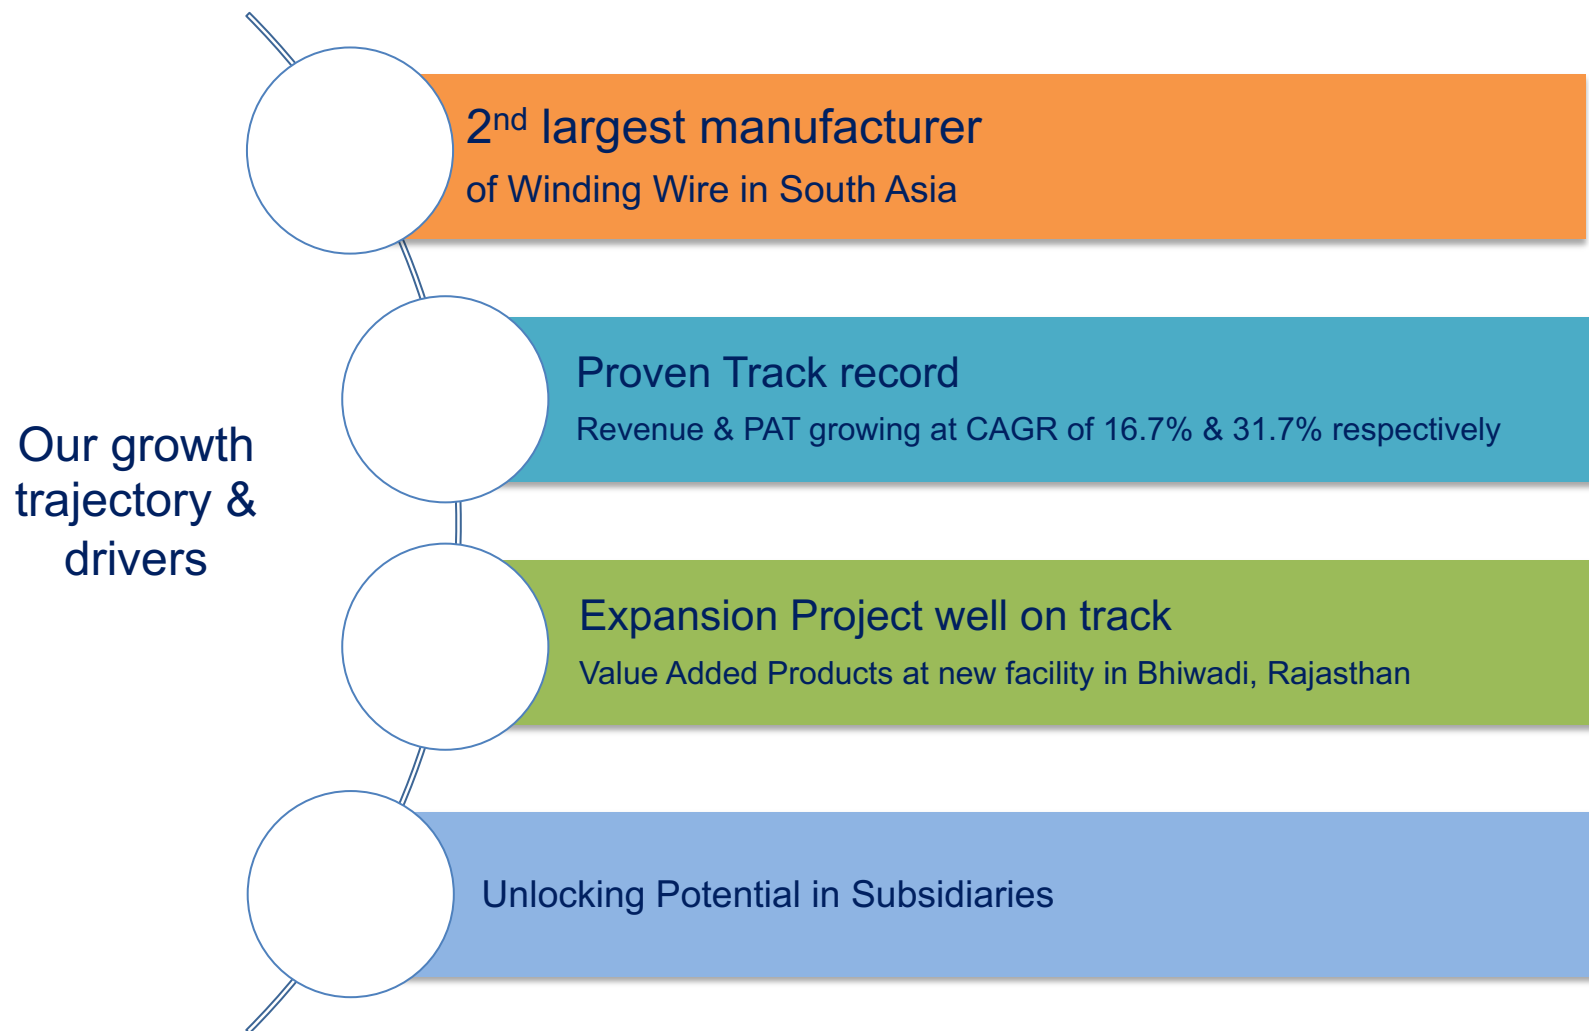 Our growth
trajectory &
drivers
2nd largest manufacturer
of Winding Wire in South Asia
Proven Track record
Revenue & PAT growing at CAGR of 16.7% & 31.7% respectively
Expansion Project well on track
Value Added Products at new facility in Bhiwadi, Rajasthan
Unlocking Potential in Subsidiaries